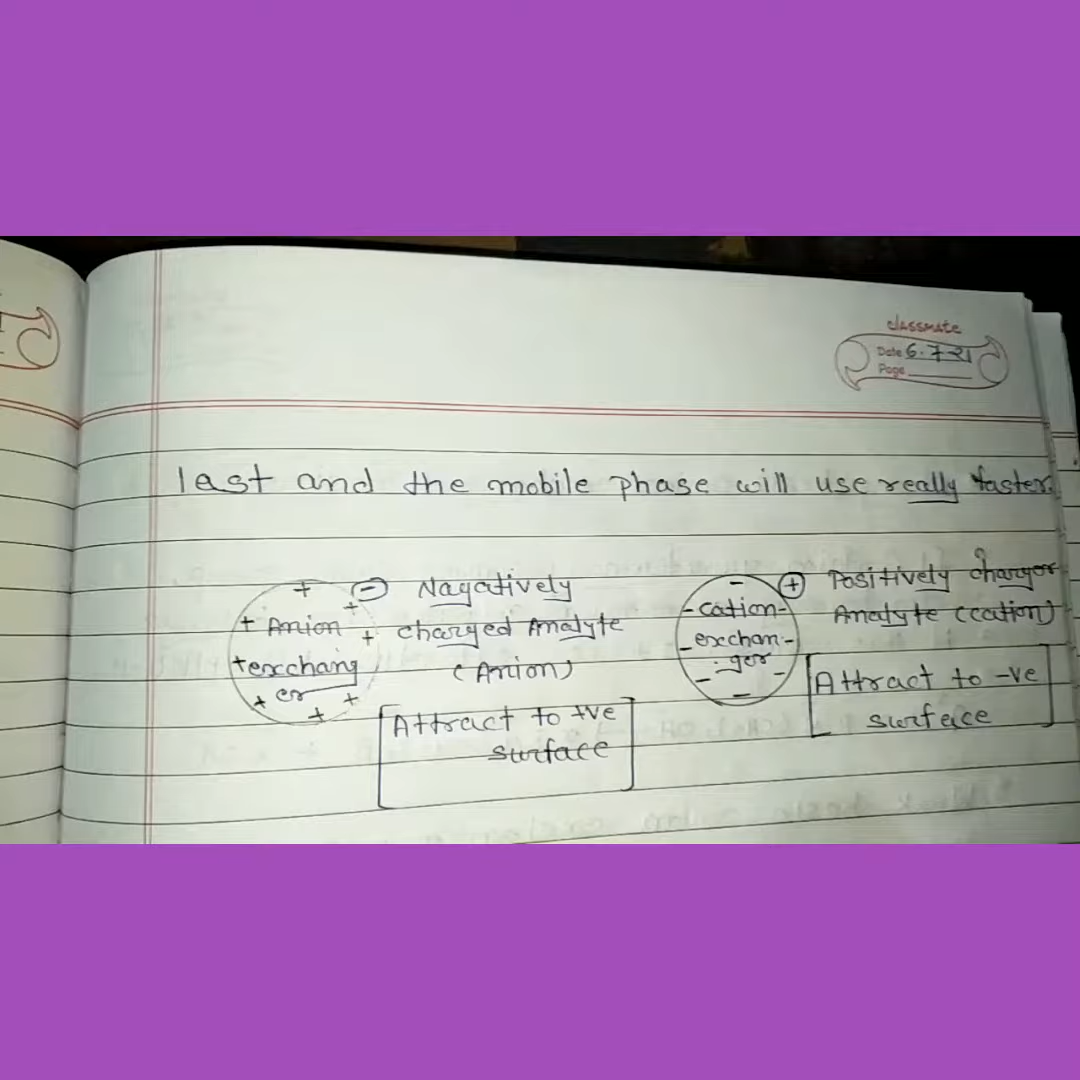 classmate
Date 6.7.21
Page
last and the mobile phase will use really faster.
+ - Nagatively
+ Anion + + charged Analyte
+ exchang (Anion)
+ er + +
[Attract to +ve
surface]
- + Positively charger
- cation - Analyte (cation)
- exchan -
ger
- - -
[Attract to -ve
surface]